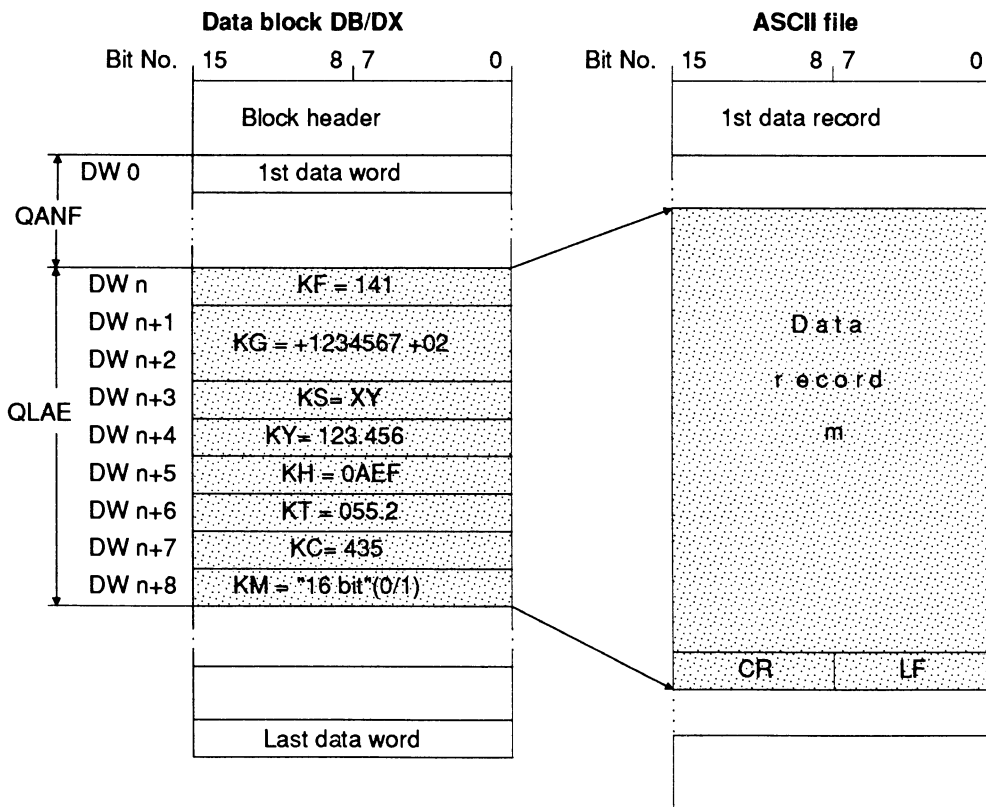 Data block DB/DX
ASCII file
Bit No. 15 8 7 0
Bit No. 15 8 7 0
Block header
1st data record
DW 0
1st data word
QANF
DW n
KF = 141
DW n+1
KG = +1234567 +02
DW n+2
DW n+3
KS= XY
QLAE
DW n+4
KY= 123.456
DW n+5
KH = 0AEF
DW n+6
KT = 055.2
DW n+7
KC= 435
DW n+8
KM = "16 bit"(0/1)
Data
record
m
CR
LF
Last data word